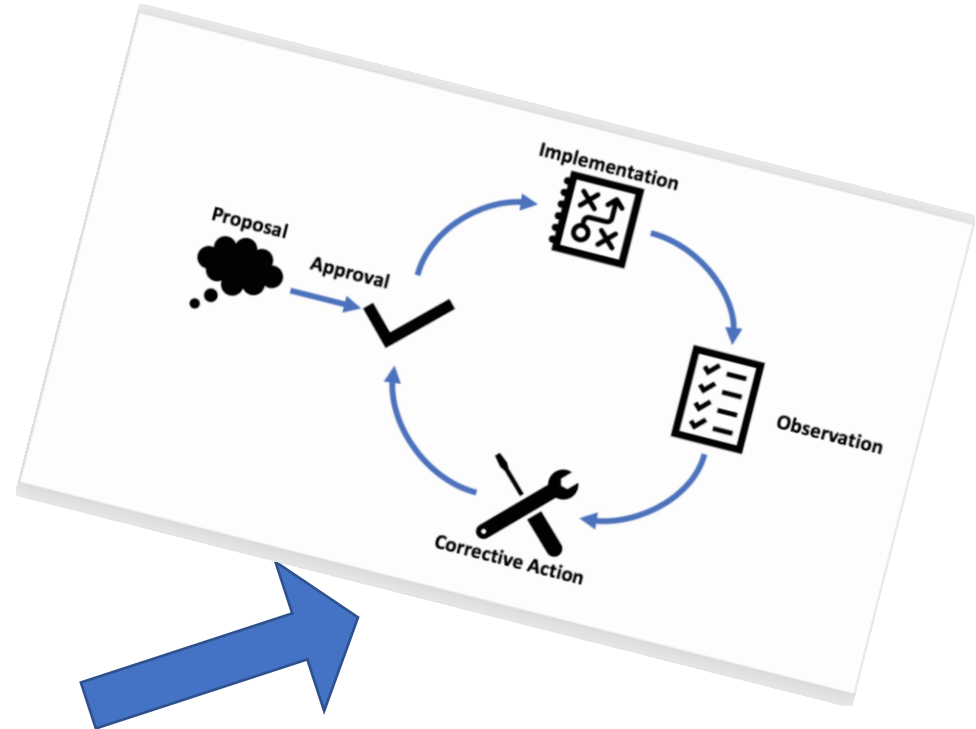 Implementation
Proposal
Approval
Observation
Corrective Action